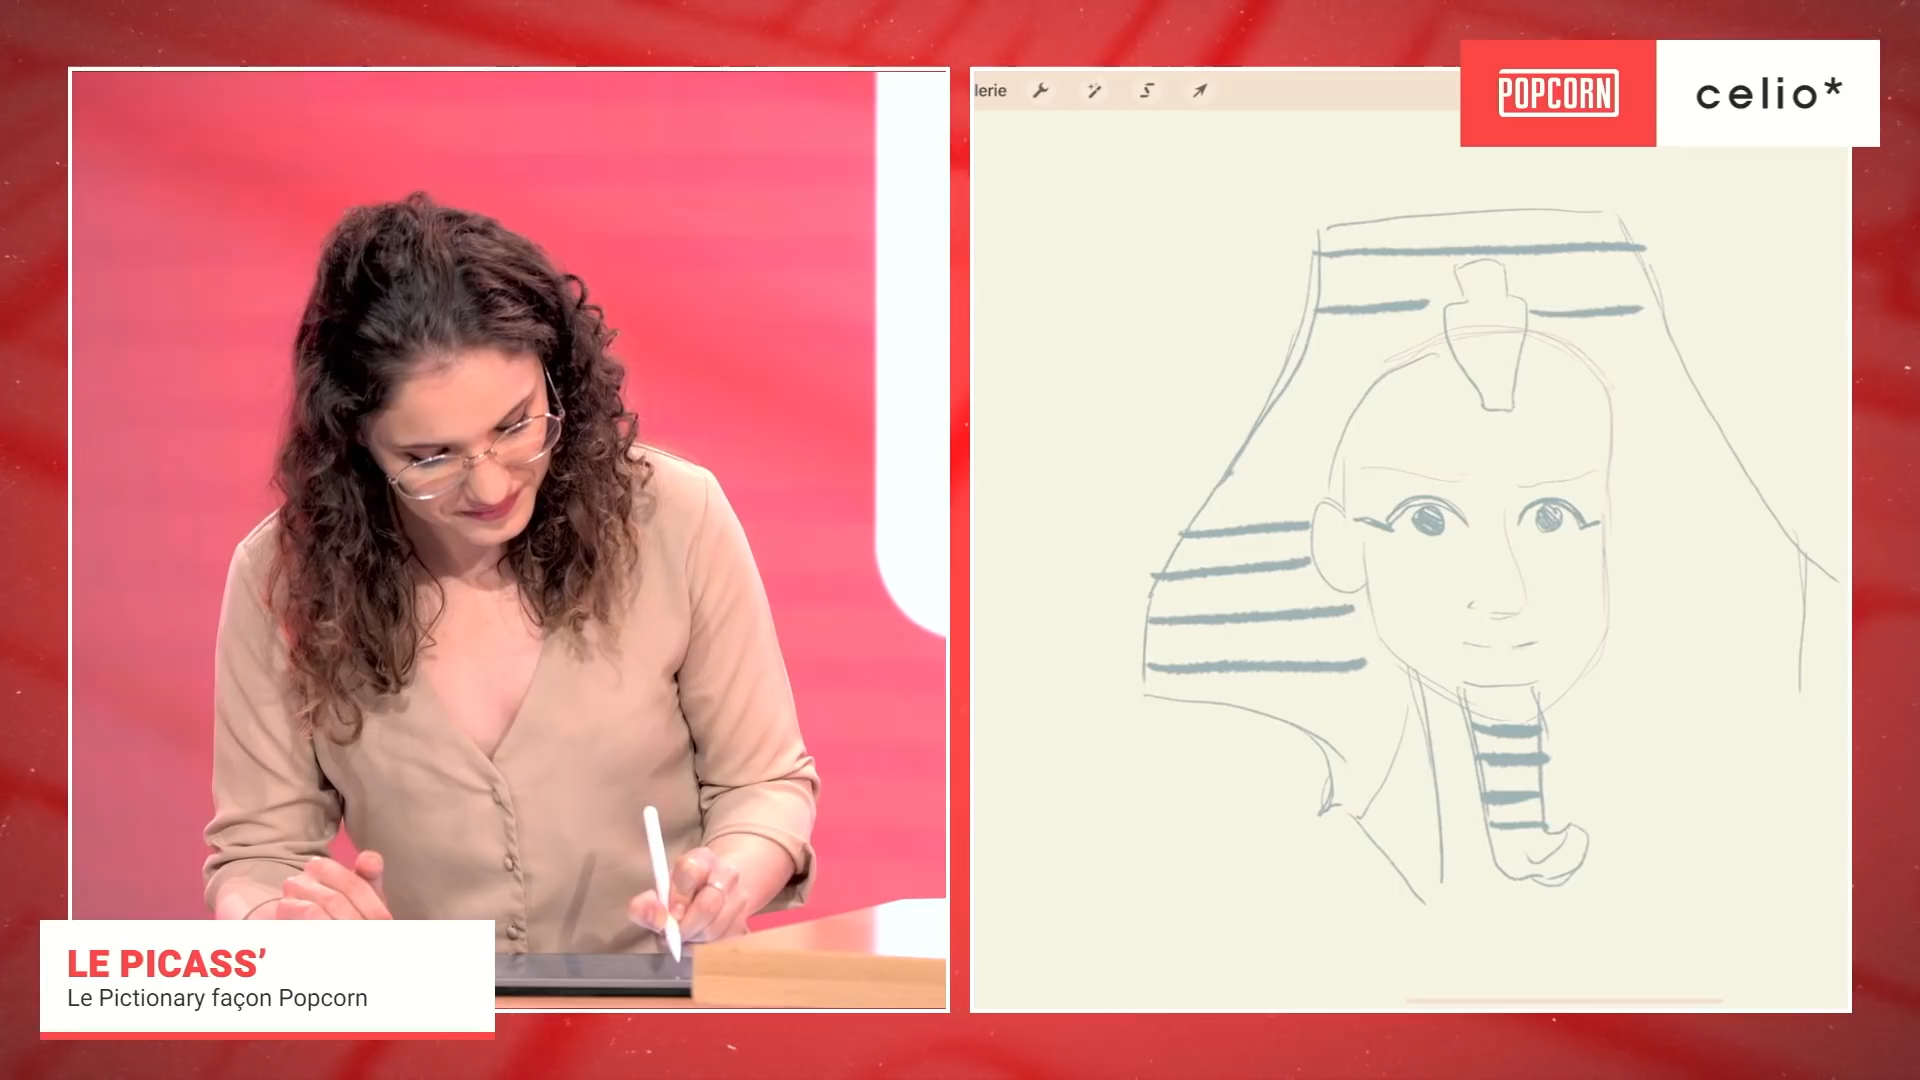 lerie
POPCORN
celio*
LE PICASS’
Le Pictionary façon Popcorn